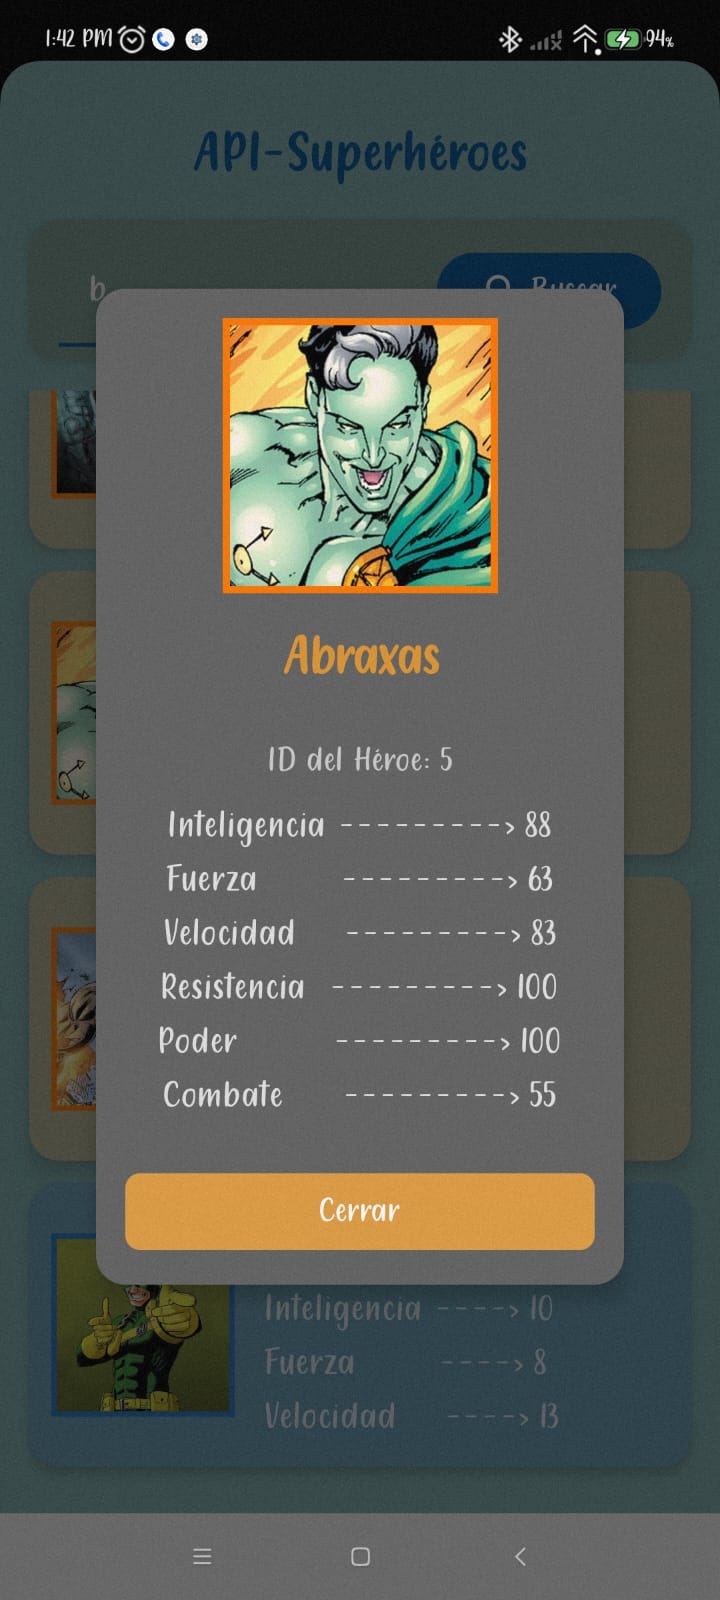 1:42 PM 94%
API-Superhéroes
b Buscar
Abraxas
ID del Héroe: 5
Inteligencia ---------> 88
Fuerza ---------> 63
Velocidad ---------> 83
Resistencia ---------> 100
Poder ---------> 100
Combate ---------> 55
Cerrar
Inteligencia ----> 10
Fuerza ----> 8
Velocidad ----> 13